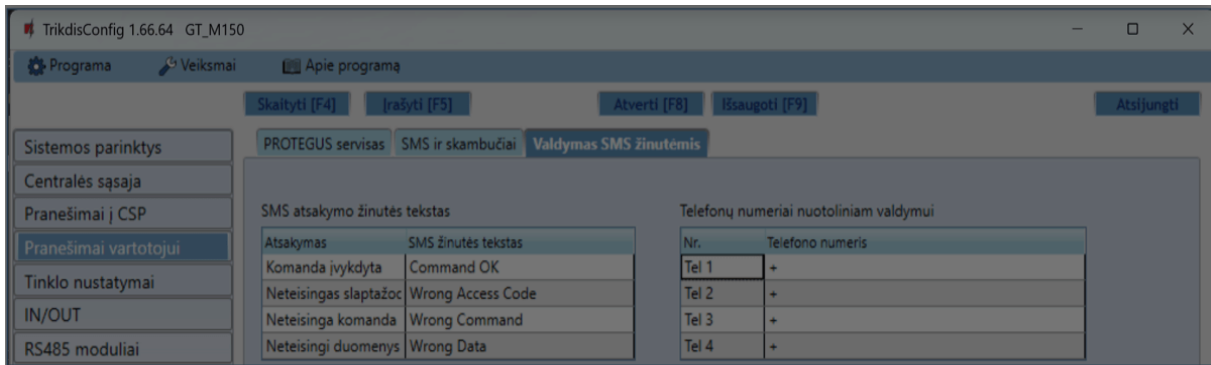 TrikdisConfig 1.66.64 GT_M150
Programa Veiksmai Apie programą
Skaityti [F4] Įrašyti [F5] Atverti [F8] Išsaugoti [F9] Atsijungti
Sistemos parinktys
Centralės sąsaja
Pranešimai į CSP
Pranešimai vartotojui
Tinklo nustatymai
IN/OUT
RS485 moduliai
PROTEGUS servisas SMS ir skambučiai Valdymas SMS žinutėmis
SMS atsakymo žinutės tekstas
Atsakymas SMS žinutės tekstas
Komanda įvykdyta Command OK
Neteisingas slaptažoc Wrong Access Code
Neteisinga komanda Wrong Command
Neteisingi duomenys Wrong Data
Telefonų numeriai nuotoliniam valdymui
Nr. Telefono numeris
Tel 1 +
Tel 2 +
Tel 3 +
Tel 4 +